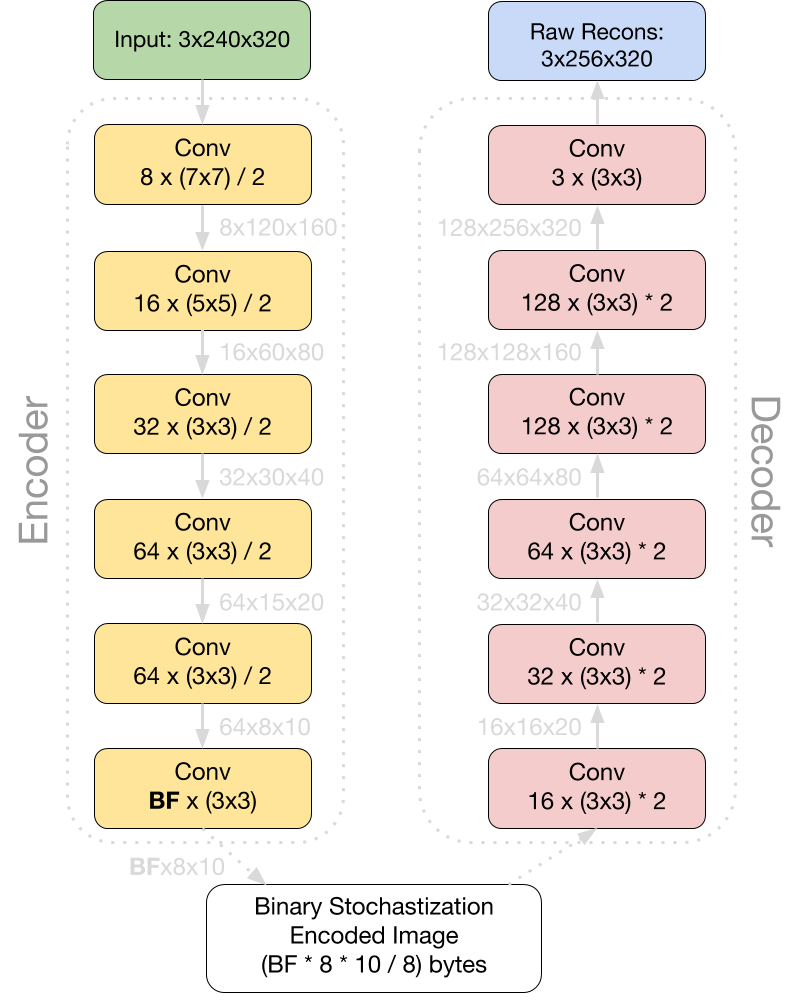 Input: 3x240x320
Encoder
Conv
8 x (7x7) / 2
8x120x160
Conv
16 x (5x5) / 2
16x60x80
Conv
32 x (3x3) / 2
32x30x40
Conv
64 x (3x3) / 2
64x15x20
Conv
64 x (3x3) / 2
64x8x10
Conv
BF x (3x3)
BFx8x10
Binary Stochastization
Encoded Image
(BF * 8 * 10 / 8) bytes
Raw Recons:
3x256x320
Decoder
Conv
3 x (3x3)
128x256x320
Conv
128 x (3x3) * 2
128x128x160
Conv
128 x (3x3) * 2
64x64x80
Conv
64 x (3x3) * 2
32x32x40
Conv
32 x (3x3) * 2
16x16x20
Conv
16 x (3x3) * 2